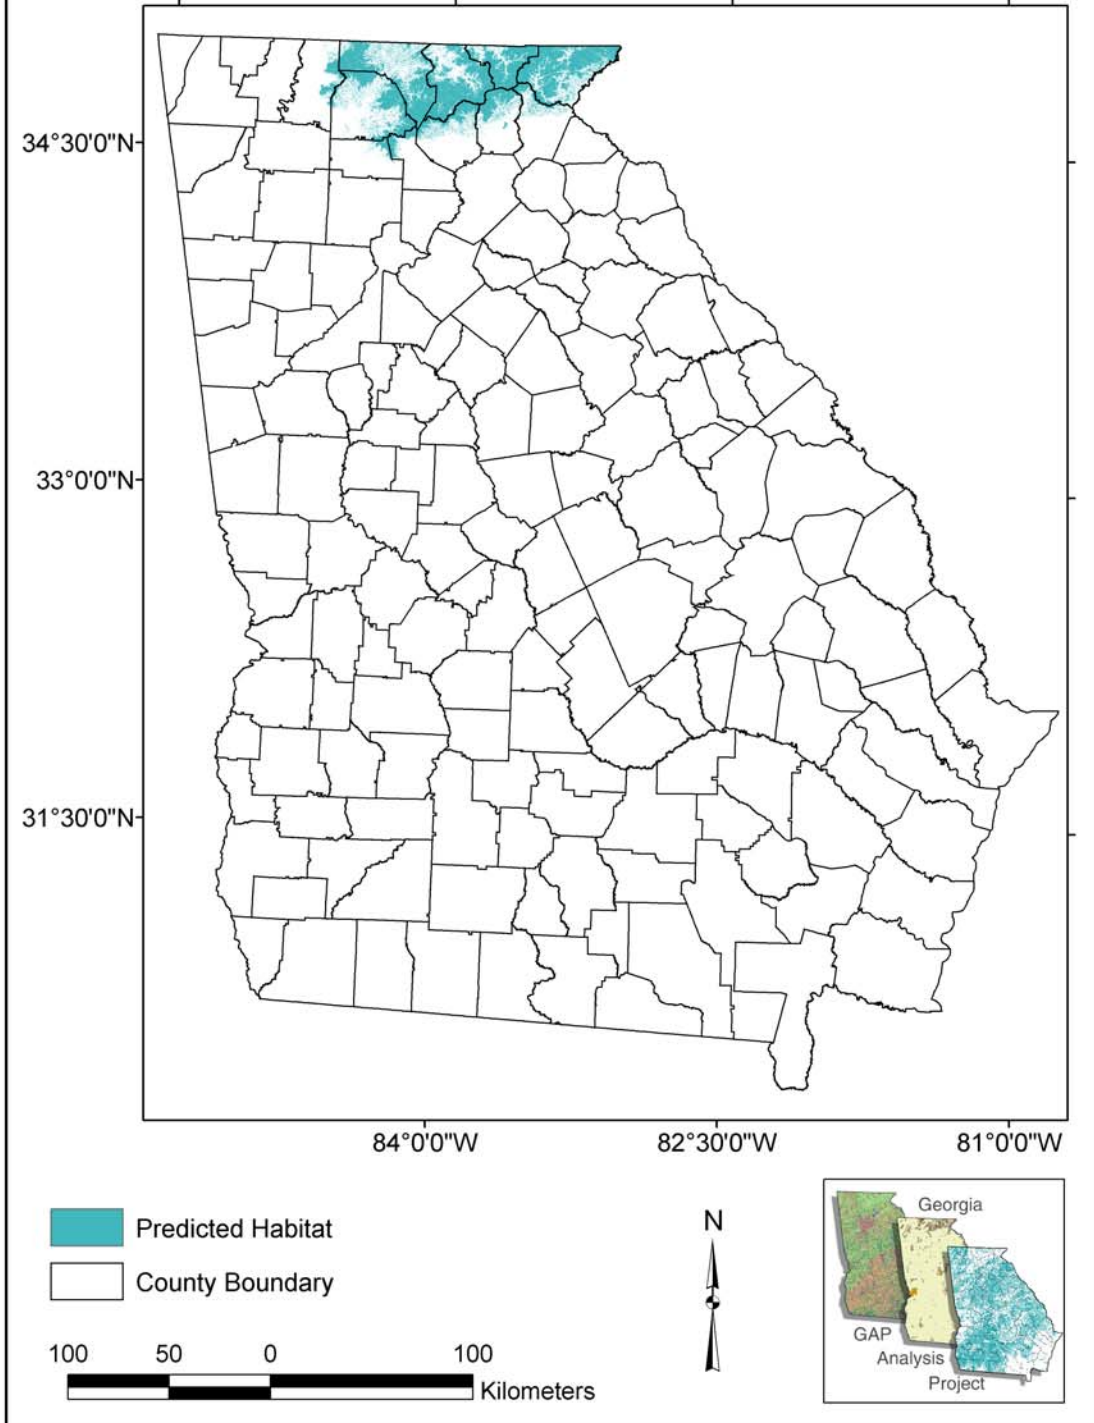 34°30'0"N
33°0'0"N
31°30'0"N
84°0'0"W
82°30'0"W
81°0'0"W
Predicted Habitat
County Boundary
100
50
0
100
Kilometers
N
Georgia
GAP
Analysis
Project